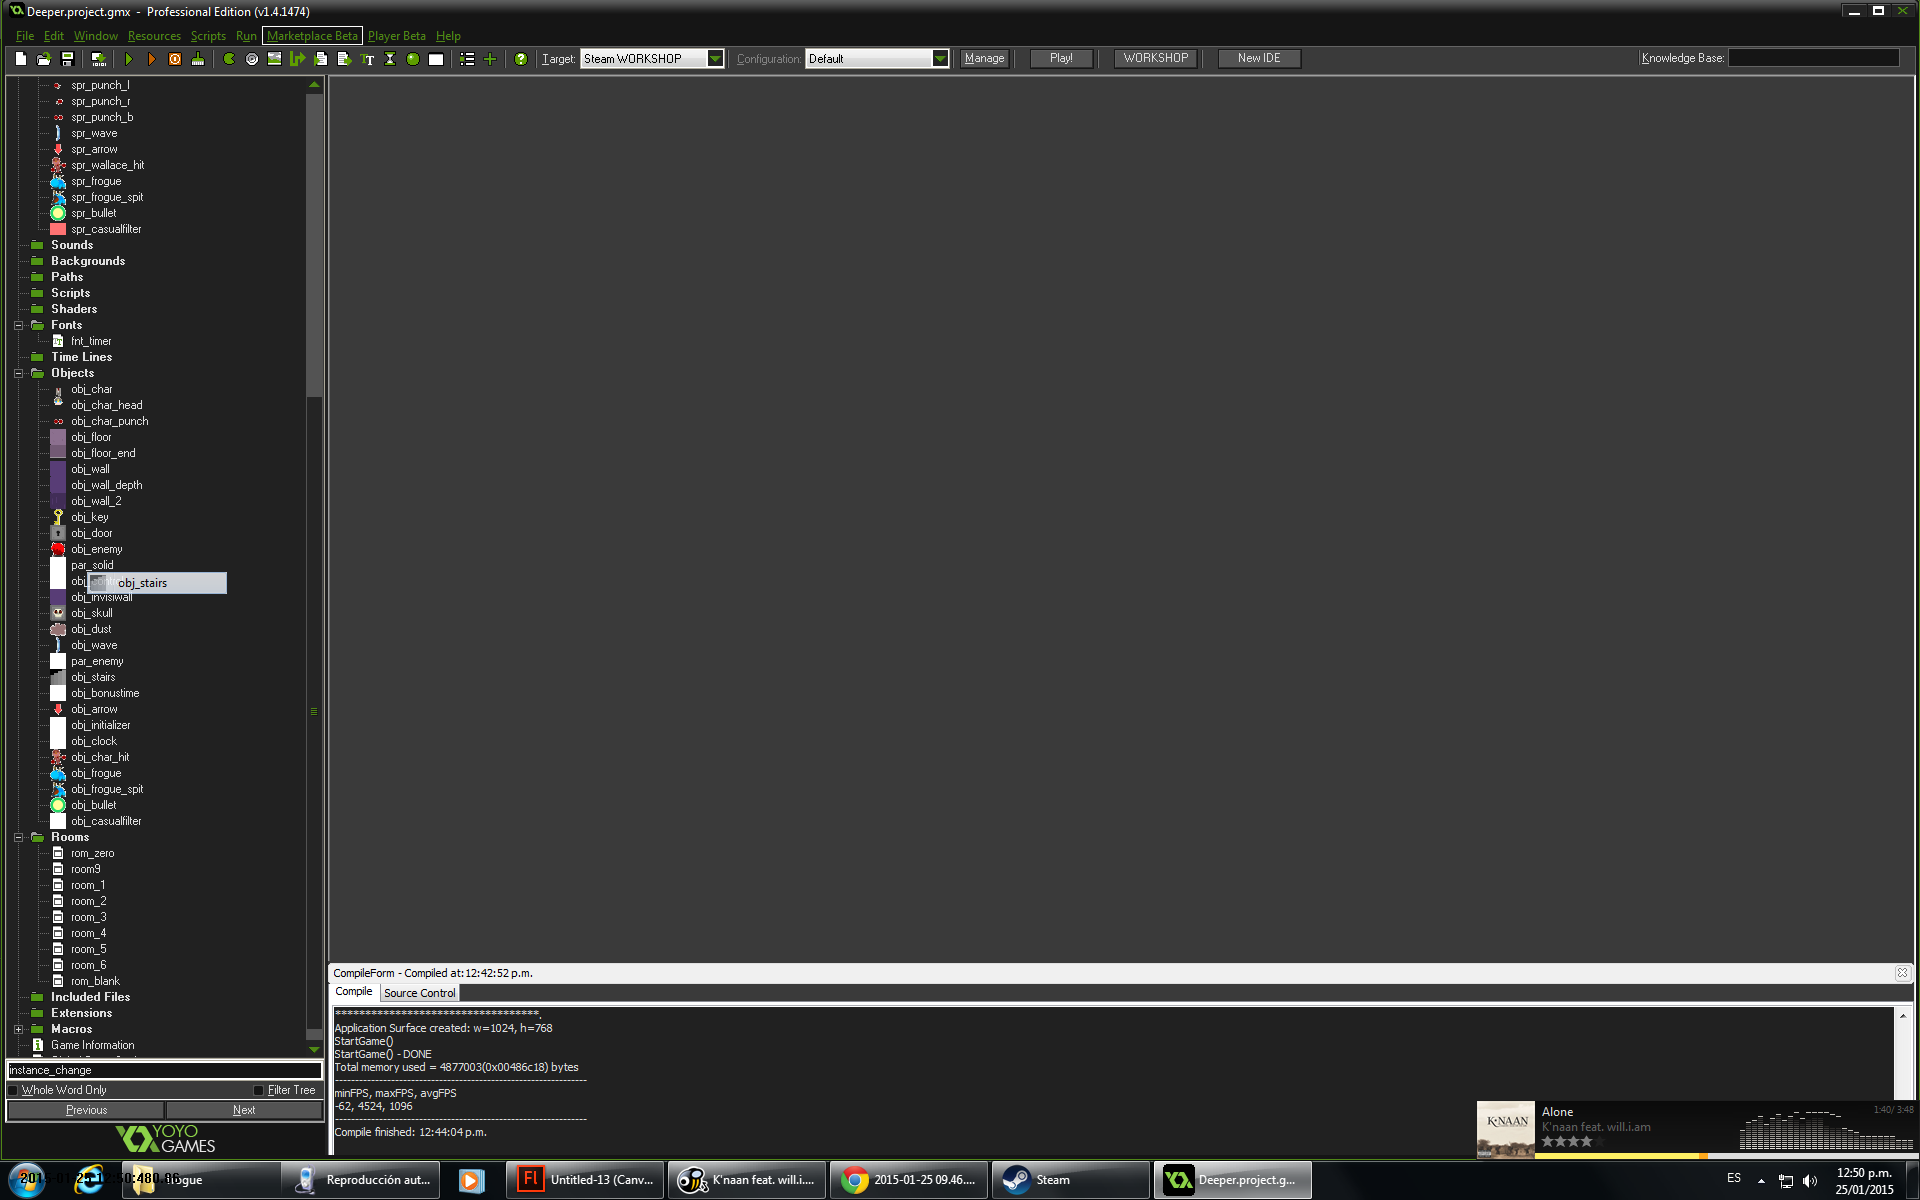 Deeper.project.gmx - Professional Edition (v1.4.1474)
File Edit Window Resources Scripts Run Marketplace Beta Player Beta Help
Target: Steam WORKSHOP Configuration: Default Manage Play! WORKSHOP New IDE Knowledge Base:
spr_punch_l
spr_punch_r
spr_punch_b
spr_wave
spr_arrow
spr_wallace_hit
spr_frogue
spr_frogue_spit
spr_bullet
spr_casualfilter
Sounds
Backgrounds
Paths
Scripts
Shaders
Fonts
fnt_timer
Time Lines
Objects
obj_char
obj_char_head
obj_char_punch
obj_floor
obj_floor_end
obj_wall
obj_wall_depth
obj_wall_2
obj_key
obj_door
obj_enemy
par_solid
obj_stairs
obj_invisiwall
obj_skull
obj_dust
obj_wave
par_enemy
obj_stairs
obj_bonustime
obj_arrow
obj_initializer
obj_clock
obj_char_hit
obj_frogue
obj_frogue_spit
obj_bullet
obj_casualfilter
Rooms
rom_zero
room9
room_1
room_2
room_3
room_4
room_5
room_6
rom_blank
Included Files
Extensions
Macros
Game Information
instance_change
Whole Word Only Filter Tree
Previous Next
YOYO
GAMES
CompileForm - Compiled at: 12:42:52 p.m.
Compile Source Control
**********************************.
Application Surface created: w=1024, h=768
StartGame()
StartGame() - DONE
Total memory used = 4877003(0x00486c18) bytes
minFPS, maxFPS, avgFPS
-62, 4524, 1096
Compile finished: 12:44:04 p.m.
K'NAAN
Alone 1:40/ 3:48
K'naan feat. will.i.am
2015-01-25 12:50:480.86
Reproducción aut...
Untitled-13 (Canv...
K'naan feat. will.i....
2015-01-25 09.46....
Steam
Deeper.project.g...
ES
12:50 p.m.
25/01/2015